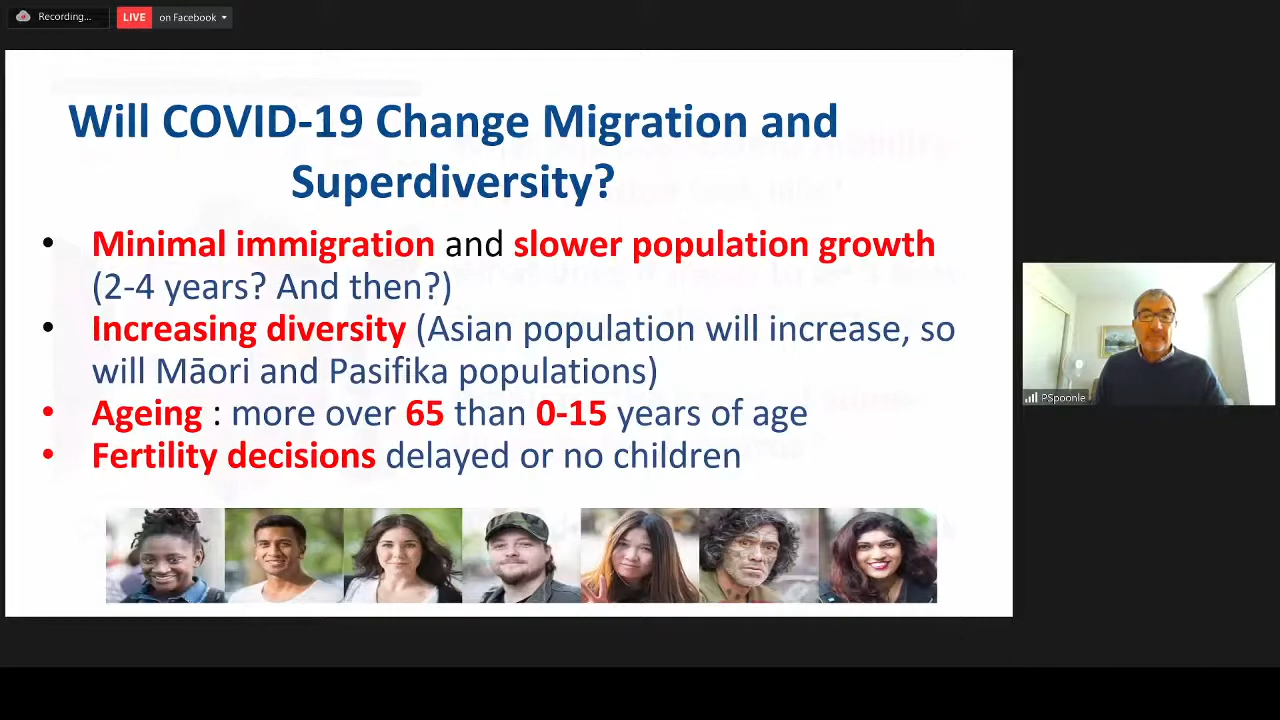 Recording...
LIVE on Facebook
Will COVID-19 Change Migration and
Superdiversity?
• Minimal immigration and slower population growth
(2-4 years? And then?)
• Increasing diversity (Asian population will increase, so
will Māori and Pasifika populations)
• Ageing : more over 65 than 0-15 years of age
• Fertility decisions delayed or no children
PSpoonle